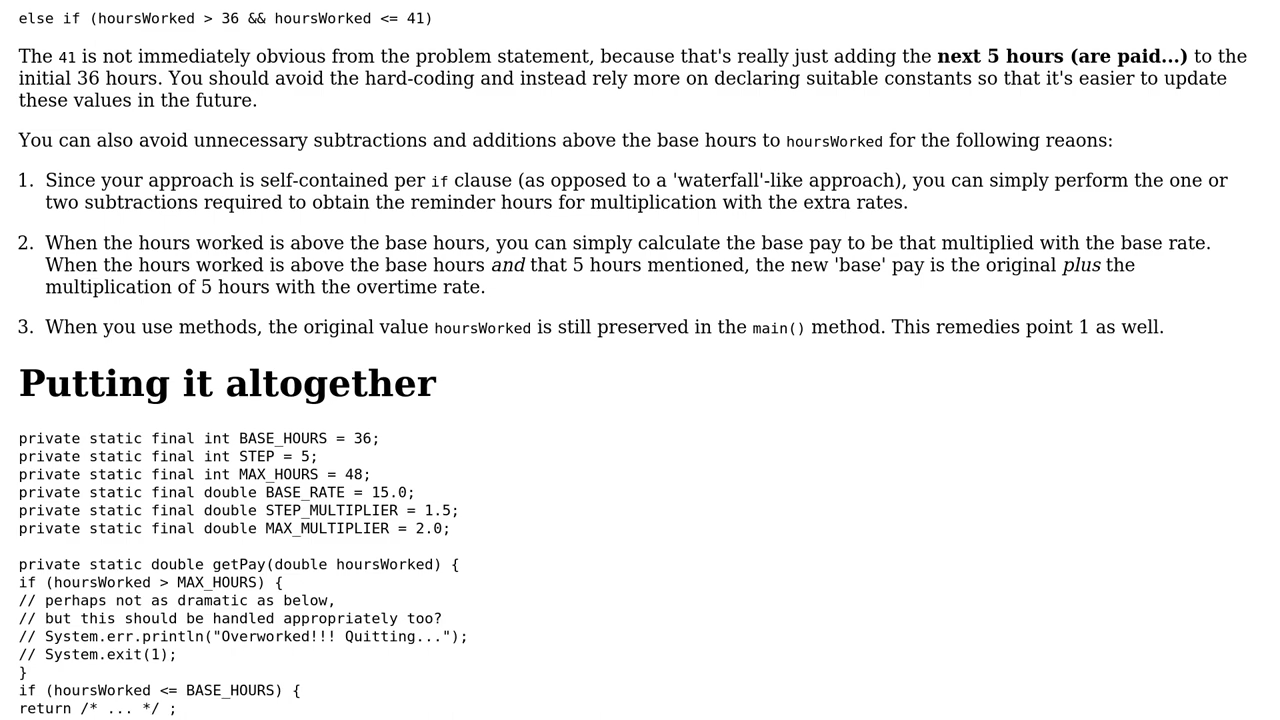 else if (hoursWorked > 36 && hoursWorked <= 41)
The 41 is not immediately obvious from the problem statement, because that's really just adding the next 5 hours (are paid...) to the
initial 36 hours. You should avoid the hard-coding and instead rely more on declaring suitable constants so that it's easier to update
these values in the future.
You can also avoid unnecessary subtractions and additions above the base hours to hoursWorked for the following reaons:
1. Since your approach is self-contained per if clause (as opposed to a 'waterfall'-like approach), you can simply perform the one or
two subtractions required to obtain the reminder hours for multiplication with the extra rates.
2. When the hours worked is above the base hours, you can simply calculate the base pay to be that multiplied with the base rate.
When the hours worked is above the base hours and that 5 hours mentioned, the new 'base' pay is the original plus the
multiplication of 5 hours with the overtime rate.
3. When you use methods, the original value hoursWorked is still preserved in the main() method. This remedies point 1 as well.
Putting it altogether
private static final int BASE_HOURS = 36;
private static final int STEP = 5;
private static final int MAX_HOURS = 48;
private static final double BASE_RATE = 15.0;
private static final double STEP_MULTIPLIER = 1.5;
private static final double MAX_MULTIPLIER = 2.0;
private static double getPay(double hoursWorked) {
if (hoursWorked > MAX_HOURS) {
// perhaps not as dramatic as below,
// but this should be handled appropriately too?
// System.err.println("Overworked!!! Quitting...");
// System.exit(1);
}
if (hoursWorked <= BASE_HOURS) {
return /* ... */ ;